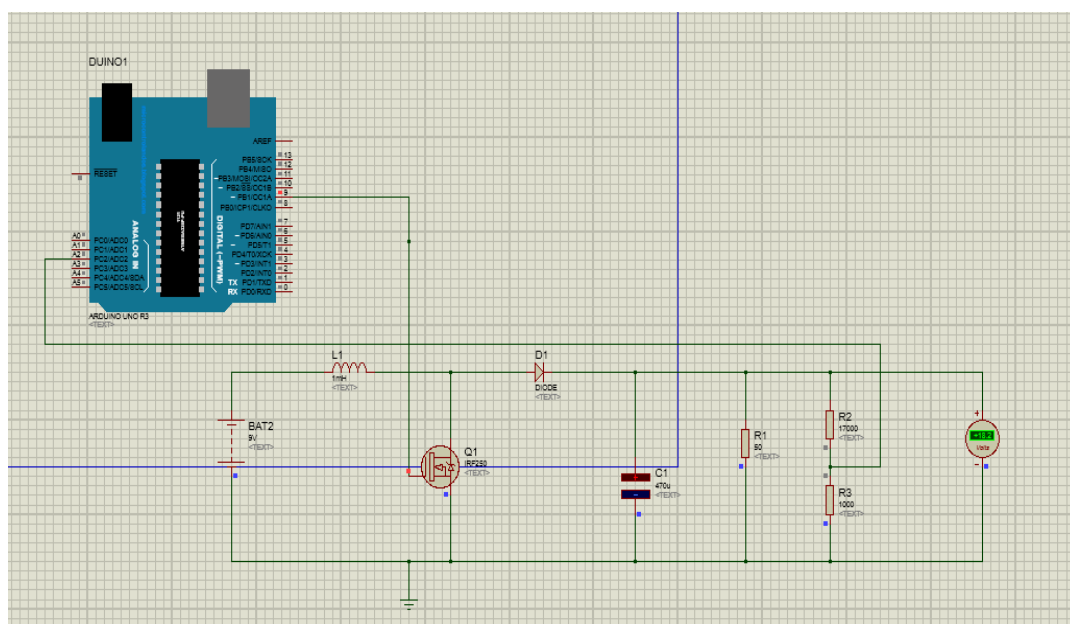 DUINO1
AREF
13
PB5/SCK
12
PB4/MISO
11
PB3/MOSI/OC2A
10
PB2/SS/OC1B
9
PB1/OC1A
8
PB0/ICP1/CLKO
RESET
7
PD7/AIN1
6
PD6/AIN0
5
PD5/T1
4
PD4/T0/XCK
3
PD3/INT1
2
PD2/INT0
1
TX PD1/TXD
0
RX PD0/RXD
DIGITAL (~PWM)
ANALOG IN
A0
PC0/ADC0
A1
PC1/ADC1
A2
PC2/ADC2
A3
PC3/ADC3
A4
PC4/ADC4/SDA
A5
PC5/ADC5/SCL
ARDUINO UNO R3
<TEXT>
L1
1mH
<TEXT>
D1
DIODE
<TEXT>
BAT2
9V
<TEXT>
Q1
IRF250
<TEXT>
C1
470u
<TEXT>
R1
50
<TEXT>
R2
17000
<TEXT>
R3
1000
<TEXT>
+
Volts
-